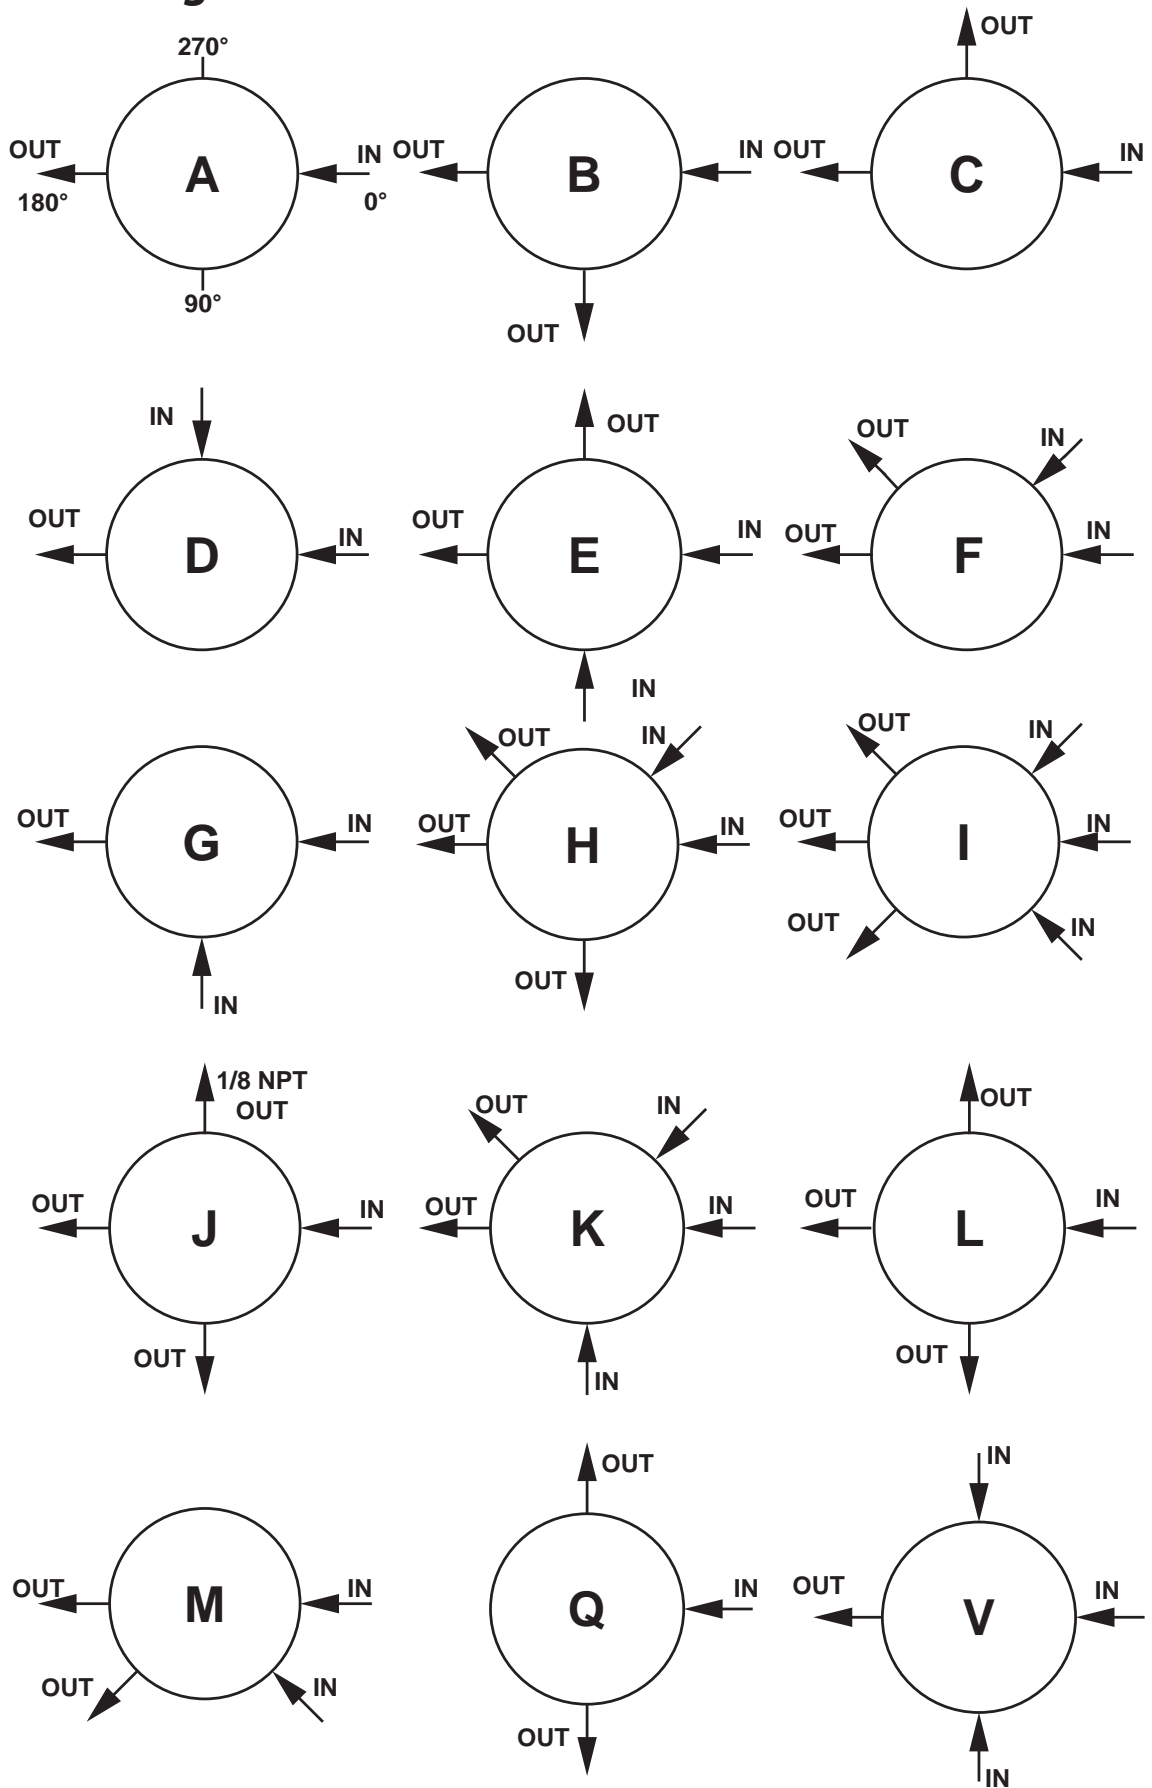 OUT
270°
OUT IN OUT IN OUT IN
A B C
180° 0°
90°
OUT
IN OUT OUT IN
OUT IN OUT IN OUT IN
D E F
IN
OUT IN OUT IN
OUT IN OUT IN OUT IN
G H I
OUT IN
IN OUT
1/8 NPT
OUT OUT IN OUT
OUT IN OUT IN OUT IN
J K L
OUT IN OUT
OUT IN
OUT IN IN OUT IN
M Q V
OUT IN
OUT IN